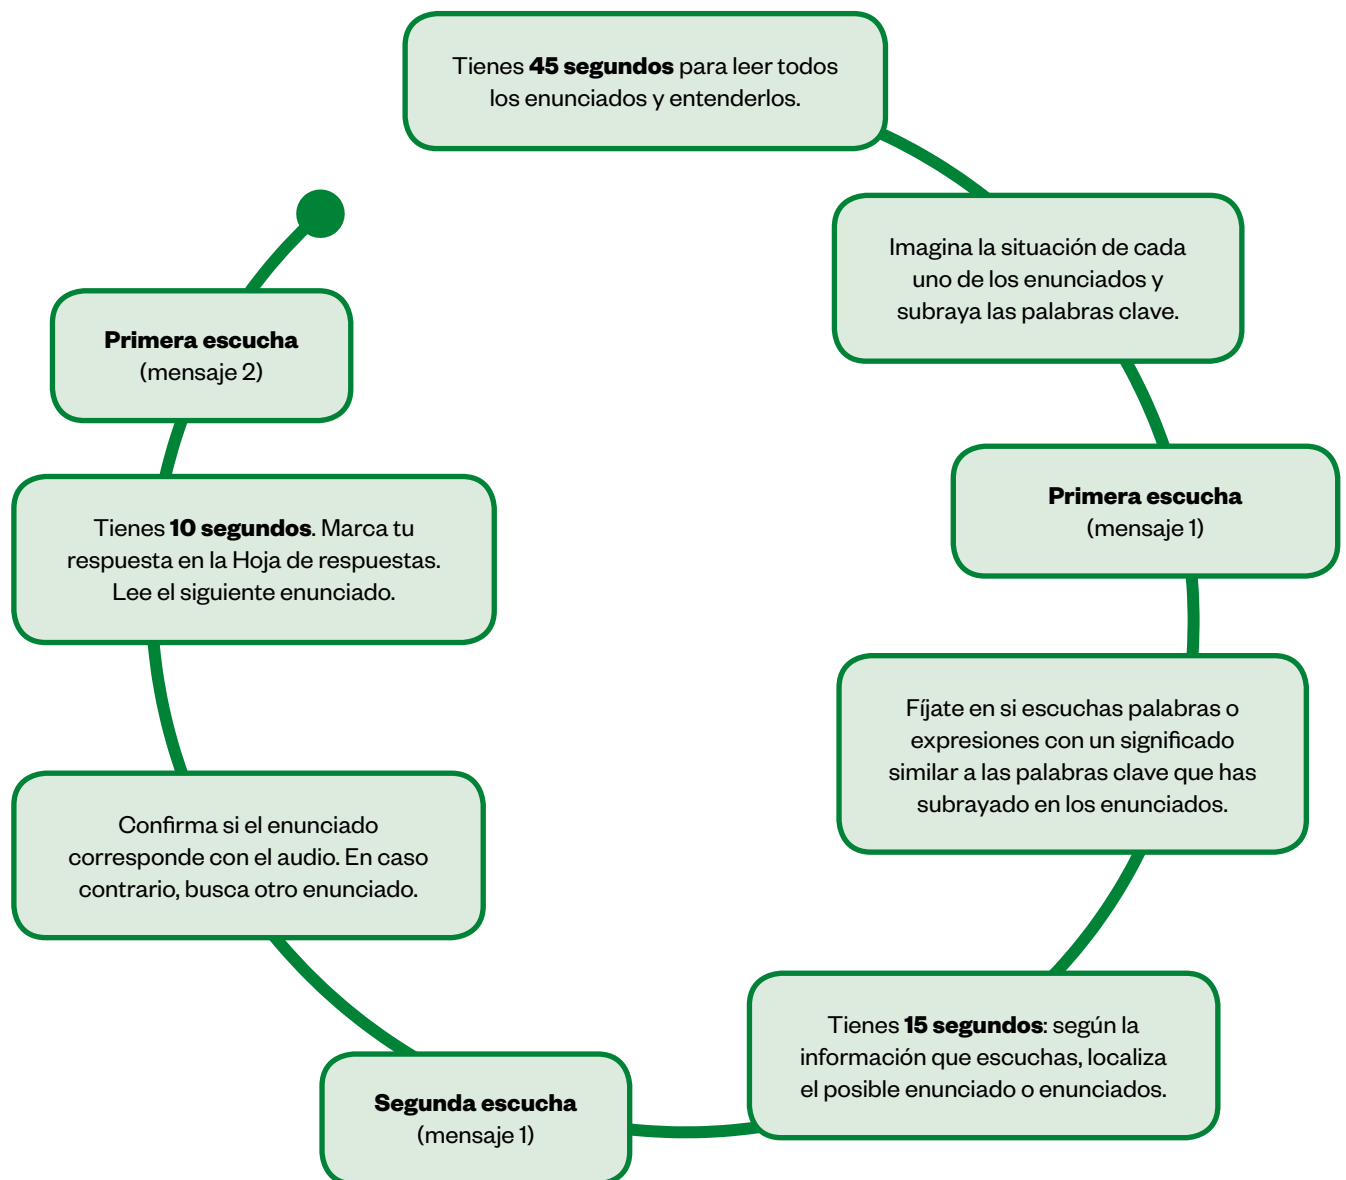 Tienes 45 segundos para leer todos
los enunciados y entenderlos.
Imagina la situación de cada
uno de los enunciados y
subraya las palabras clave.
Primera escucha
(mensaje 1)
Fíjate en si escuchas palabras o
expresiones con un significado
similar a las palabras clave que has
subrayado en los enunciados.
Tienes 15 segundos: según la
información que escuchas, localiza
el posible enunciado o enunciados.
Segunda escucha
(mensaje 1)
Confirma si el enunciado
corresponde con el audio. En caso
contrario, busca otro enunciado.
Tienes 10 segundos. Marca tu
respuesta en la Hoja de respuestas.
Lee el siguiente enunciado.
Primera escucha
(mensaje 2)